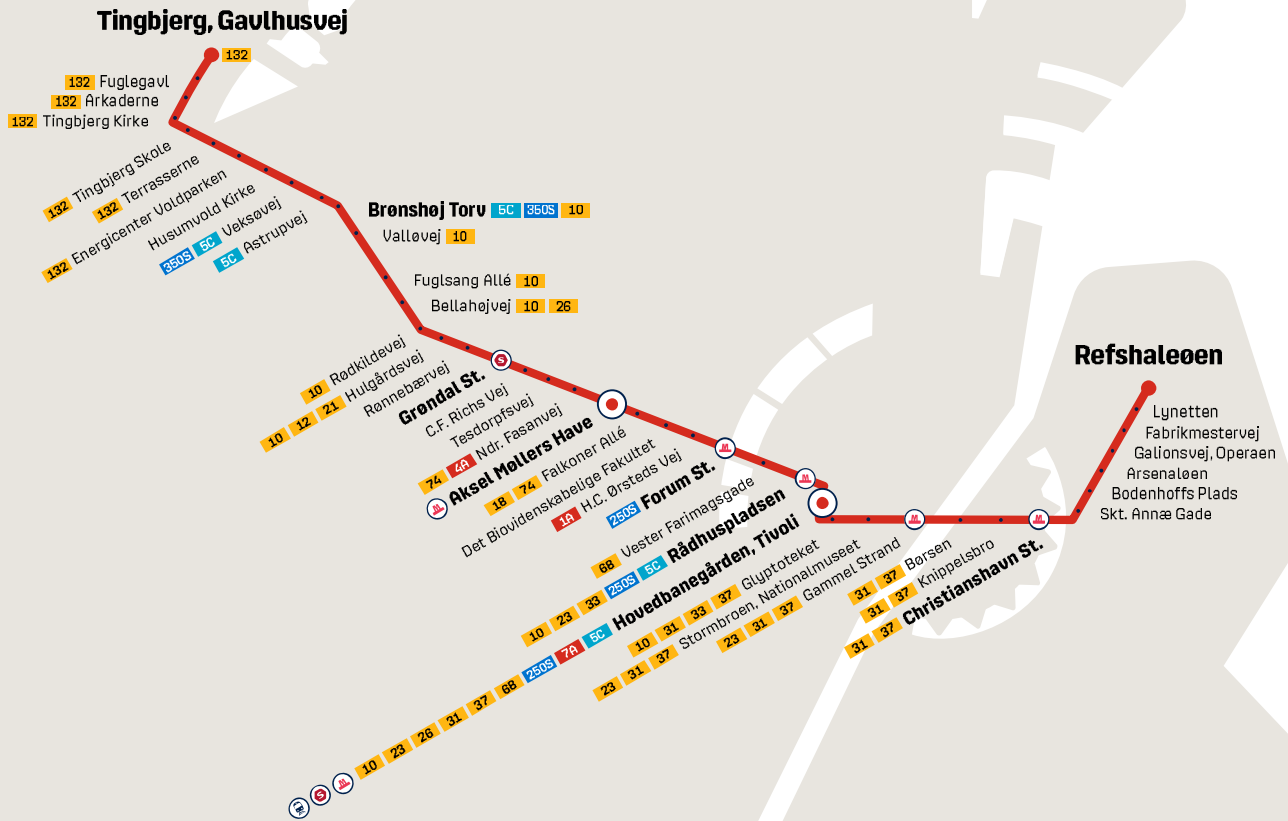 Tingbjerg, Gavlhusvej
132
132 Fuglegavl
132 Arkaderne
132 Tingbjerg Kirke
132 Tingbjerg Skole
132 Terrasserne
132 Energicenter Voldparken
Husumvold Kirke
350S 5C Veksøvej
5C Astrupvej
Brønshøj Torv 5C 350S 10
Valløvej 10
Fuglsang Allé 10
Bellahøjvej 10 26
10 Rødkildevej
10 12 21 Hulgårdsvej
Rønnebærvej
Grøndal St.
S
C.F. Richs Vej
Tesdorpfsvej
74 4A Ndr. Fasanvej
M Aksel Møllers Have
18 74 Falkoner Allé
Det Biovidenskabelige Fakultet
1A H.C. Ørsteds Vej
250S Forum St.
M
68 Vester Farimagsgade
10 23 33 250S 5C Rådhuspladsen
M
S M 10 23 26 31 37 68 250S 7A 5C Hovedbanegården, Tivoli
10 31 33 37 Glyptoteket
23 31 37 Stormbroen, Nationalmuseet
23 31 37 Gammel Strand
M
31 37 Børsen
31 37 Knippelsbro
31 37 Christianshavn St.
M
Refshaleøen
Lynetten
Fabrikmestervej
Galionsvej, Operaen
Arsenaløen
Bodenhoffs Plads
Skt. Annæ Gade